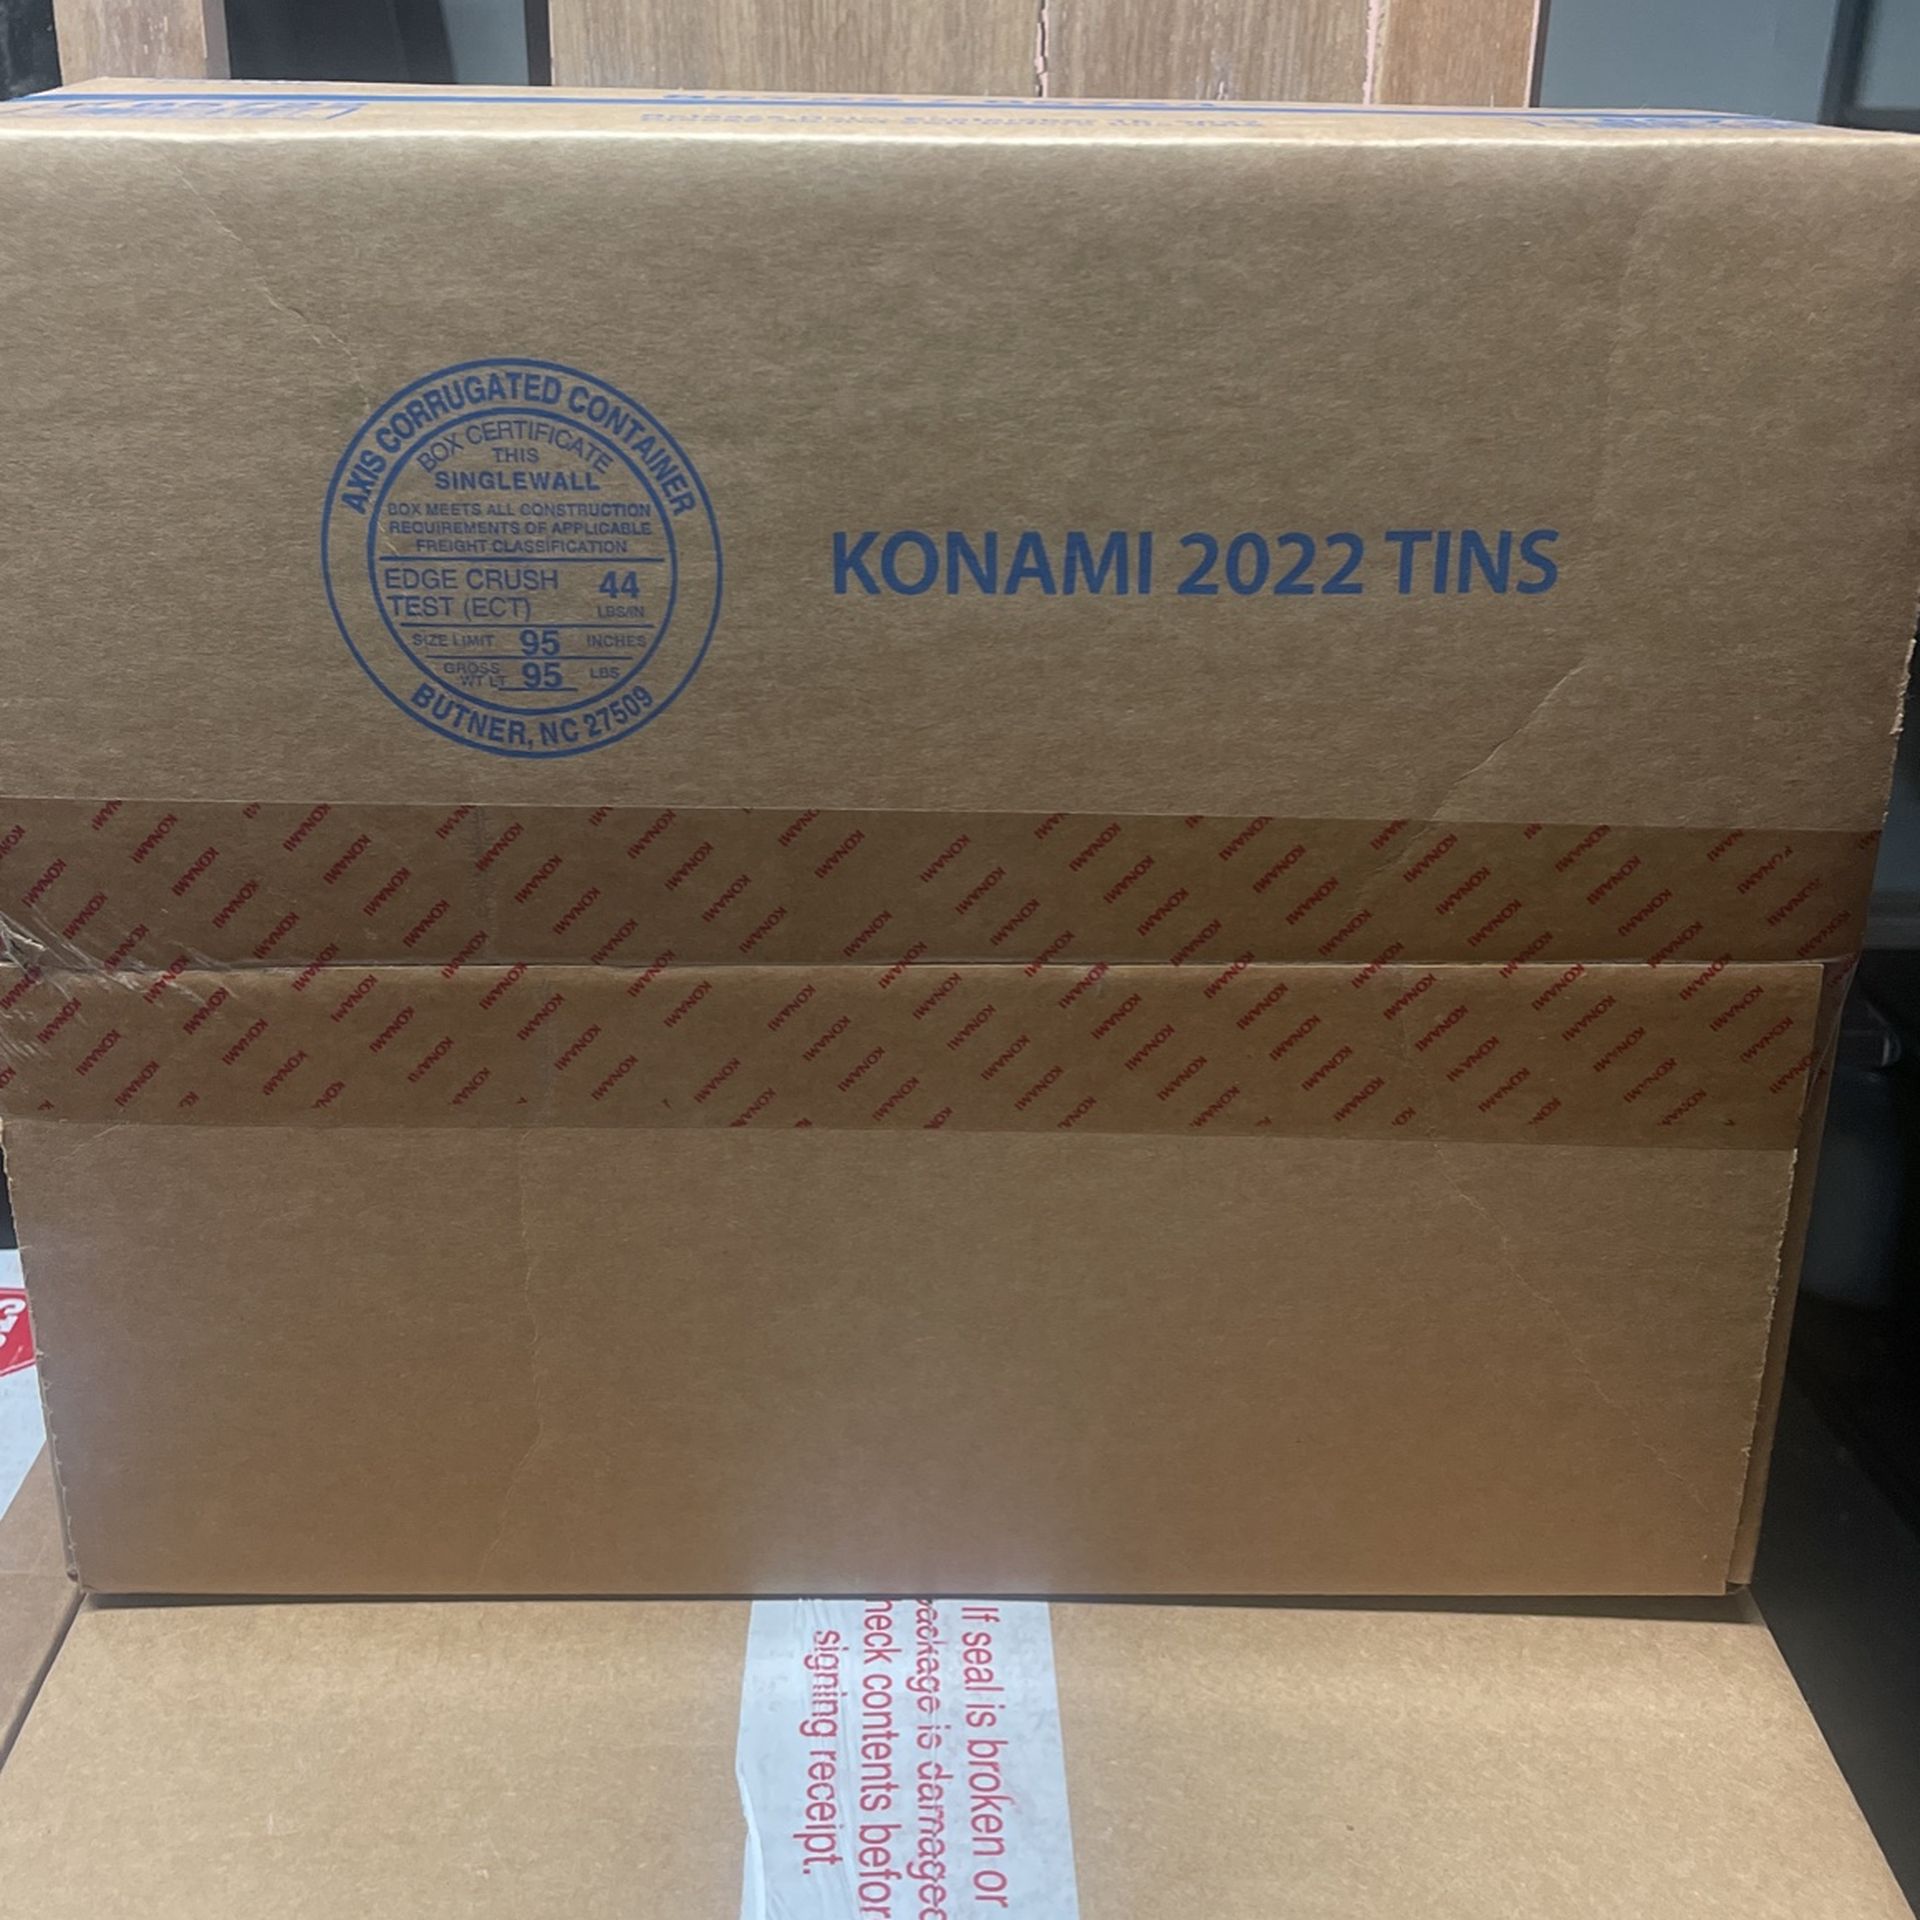 AXIS CORRUGATED CONTAINER
BOX CERTIFICATE
THIS
SINGLEWALL
BOX MEETS ALL CONSTRUCTION
REQUIREMENTS OF APPLICABLE
FREIGHT CLASSIFICATION
EDGE CRUSH 44
TEST (ECT) LBS/IN
SIZE LIMIT 95 INCHES
GROSS
WT LT 95 LBS
BUTNER, NC 27509
KONAMI 2022 TINS
KONAMI
If seal is broken or
package is damaged
heck contents befor
signing receipt.